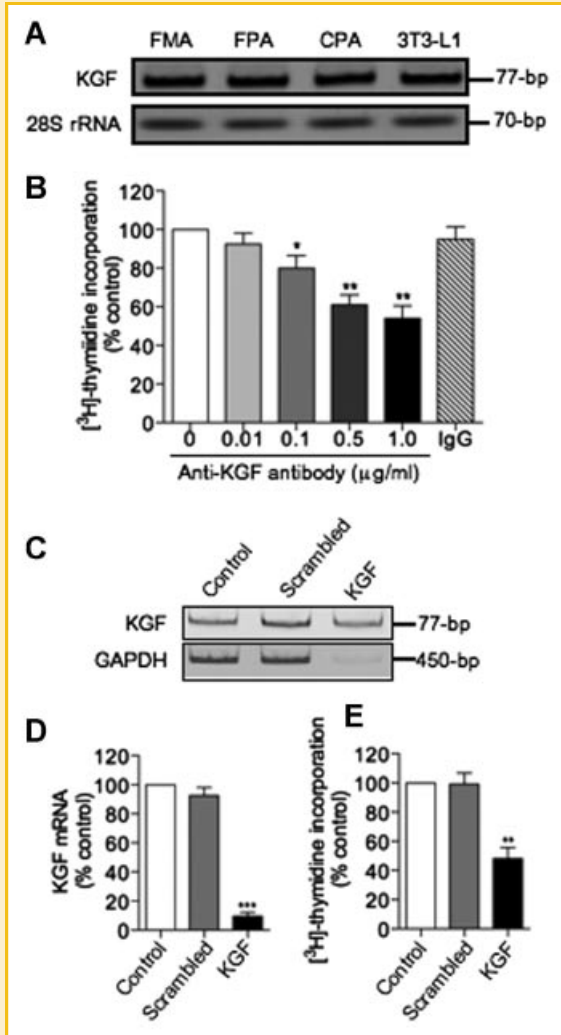 A
FMA FPA CPA 3T3-L1
KGF 77-bp
28S rRNA 70-bp
B
[³H]-thymidine incorporation
(% control)
120
100
80
60
40
20
0
* ** **
0 0.01 0.1 0.5 1.0 IgG
Anti-KGF antibody (µg/ml)
C
Control Scrambled KGF
KGF 77-bp
GAPDH 450-bp
D
KGF mRNA
(% control)
120
100
80
60
40
20
0
***
Control Scrambled KGF
E
[³H]-thymidine incorporation
(% control)
120
100
80
60
40
20
0
**
Control Scrambled KGF